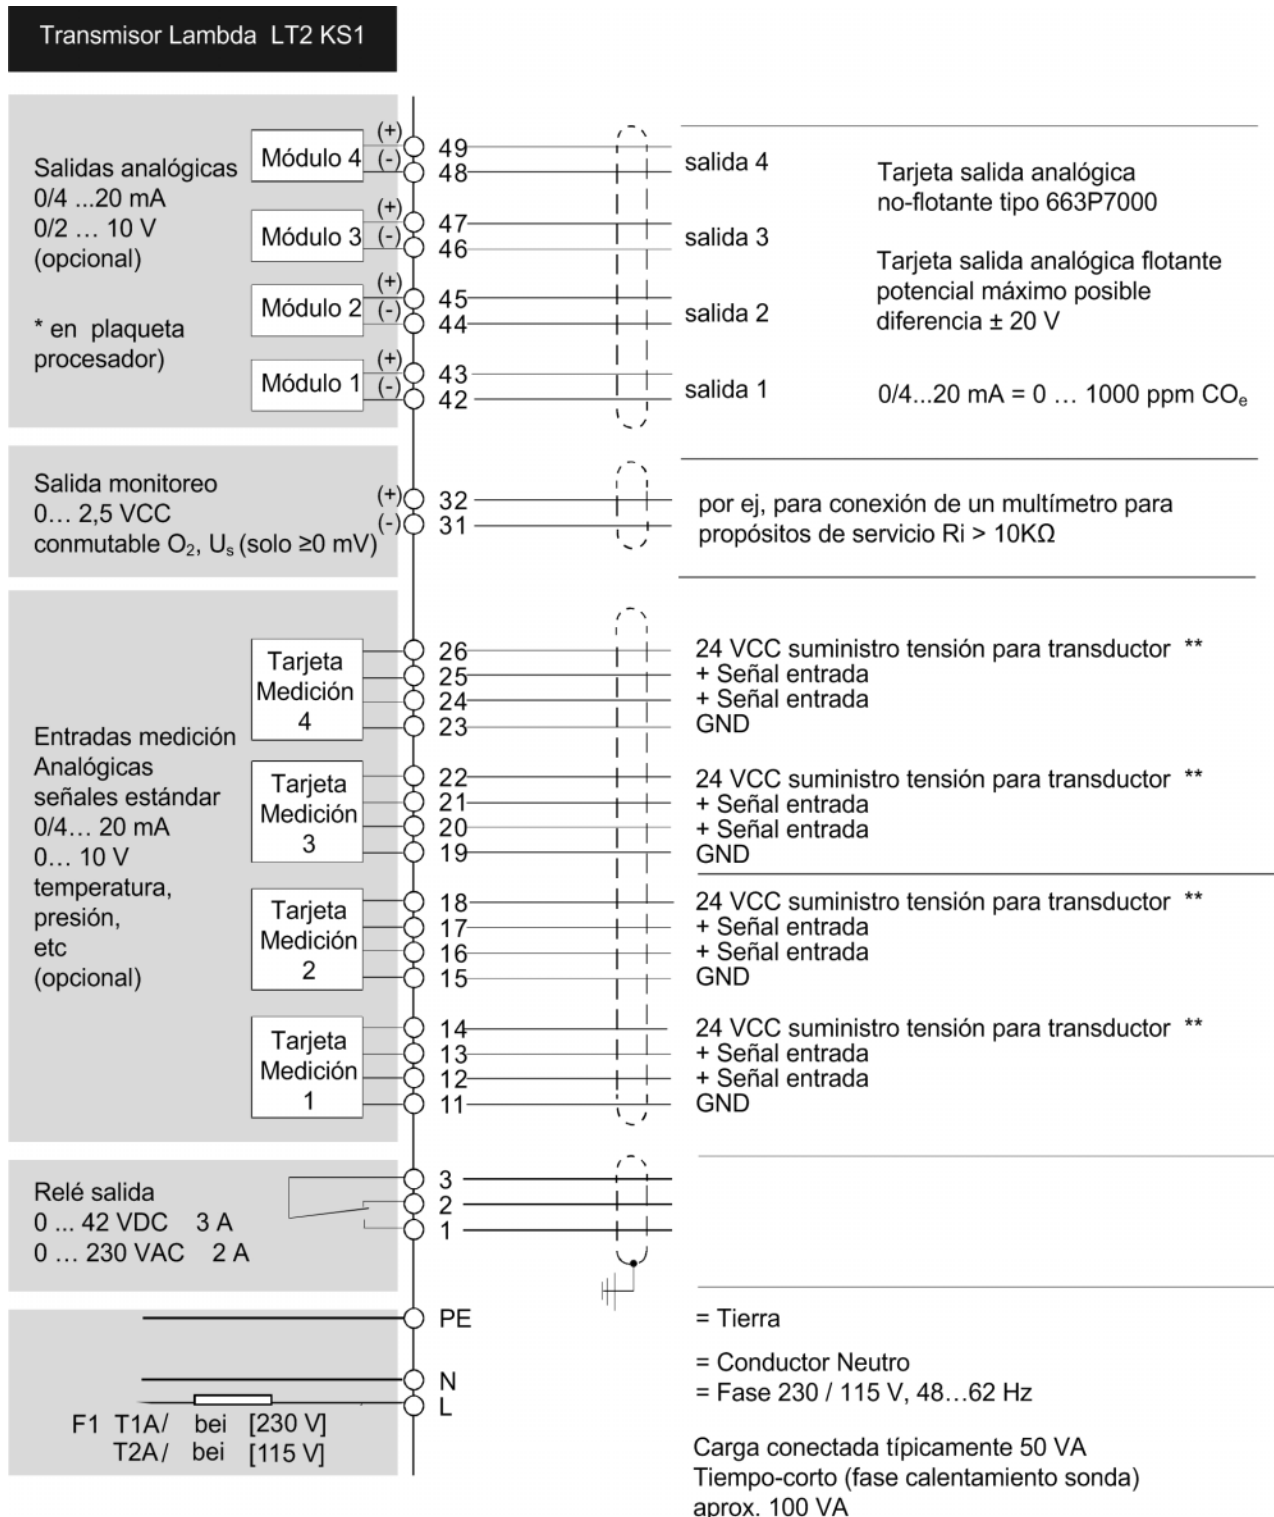 Transmisor Lambda LT2 KS1
Salidas analógicas
0/4 ...20 mA
0/2 ... 10 V
(opcional)
* en plaqueta
procesador)
Módulo 4
(+)
(-)
49
48
salida 4
Módulo 3
(+)
(-)
47
46
salida 3
Módulo 2
(+)
(-)
45
44
salida 2
Módulo 1
(+)
(-)
43
42
salida 1
Tarjeta salida analógica
no-flotante tipo 663P7000
Tarjeta salida analógica flotante
potencial máximo posible
diferencia ± 20 V
0/4...20 mA = 0 ... 1000 ppm COe
Salida monitoreo
0... 2,5 VCC
conmutable O₂, Us (solo ≥0 mV)
(+)
(-)
32
31
por ej, para conexión de un multímetro para
propósitos de servicio Ri > 10KΩ
Entradas medición
Analógicas
señales estándar
0/4... 20 mA
0... 10 V
temperatura,
presión,
etc
(opcional)
Tarjeta
Medición
4
26
25
24
23
24 VCC suministro tensión para transductor **
+ Señal entrada
+ Señal entrada
GND
Tarjeta
Medición
3
22
21
20
19
24 VCC suministro tensión para transductor **
+ Señal entrada
+ Señal entrada
GND
Tarjeta
Medición
2
18
17
16
15
24 VCC suministro tensión para transductor **
+ Señal entrada
+ Señal entrada
GND
Tarjeta
Medición
1
14
13
12
11
24 VCC suministro tensión para transductor **
+ Señal entrada
+ Señal entrada
GND
Relé salida
0 ... 42 VDC 3 A
0 ... 230 VAC 2 A
3
2
1
PE
= Tierra
N
= Conductor Neutro
L
= Fase 230 / 115 V, 48...62 Hz
F1 T1A/ bei [230 V]
T2A/ bei [115 V]
Carga conectada típicamente 50 VA
Tiempo-corto (fase calentamiento sonda)
aprox. 100 VA